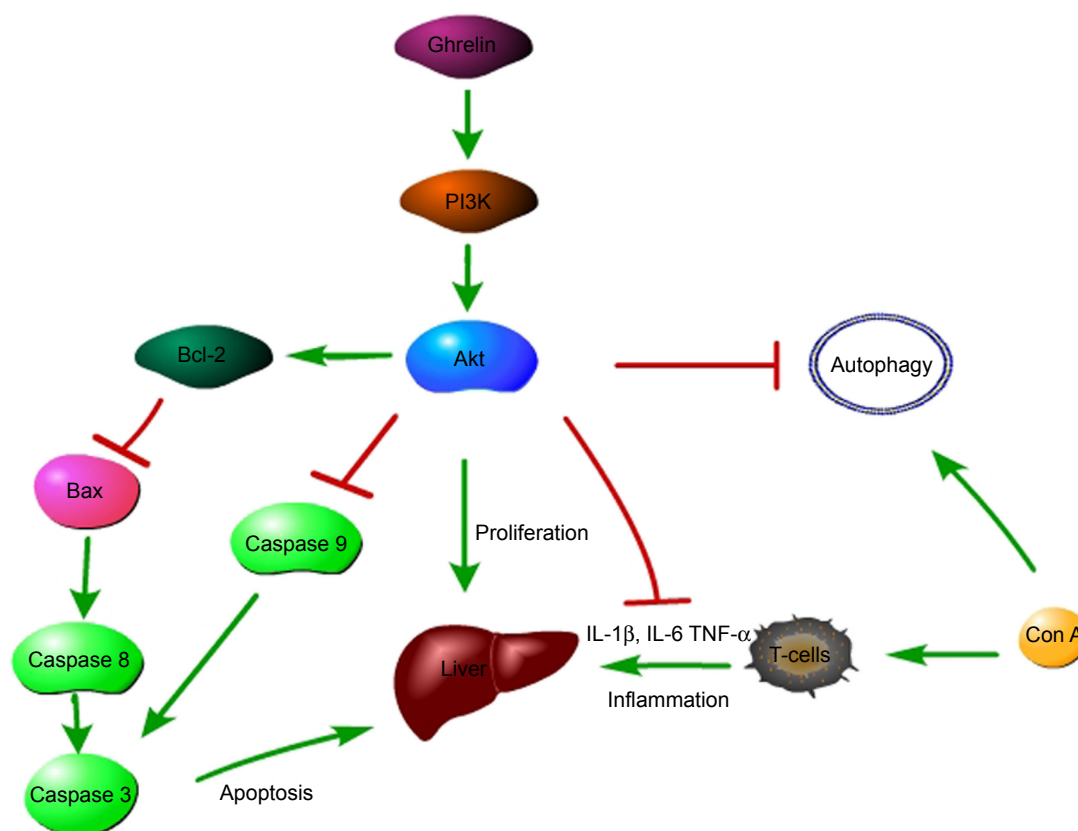 Ghrelin
PI3K
Bcl-2
Akt
Autophagy
Bax
Caspase 9
Proliferation
IL-1β, IL-6 TNF-α
Con A
Caspase 8
Liver
T-cells
Inflammation
Caspase 3
Apoptosis